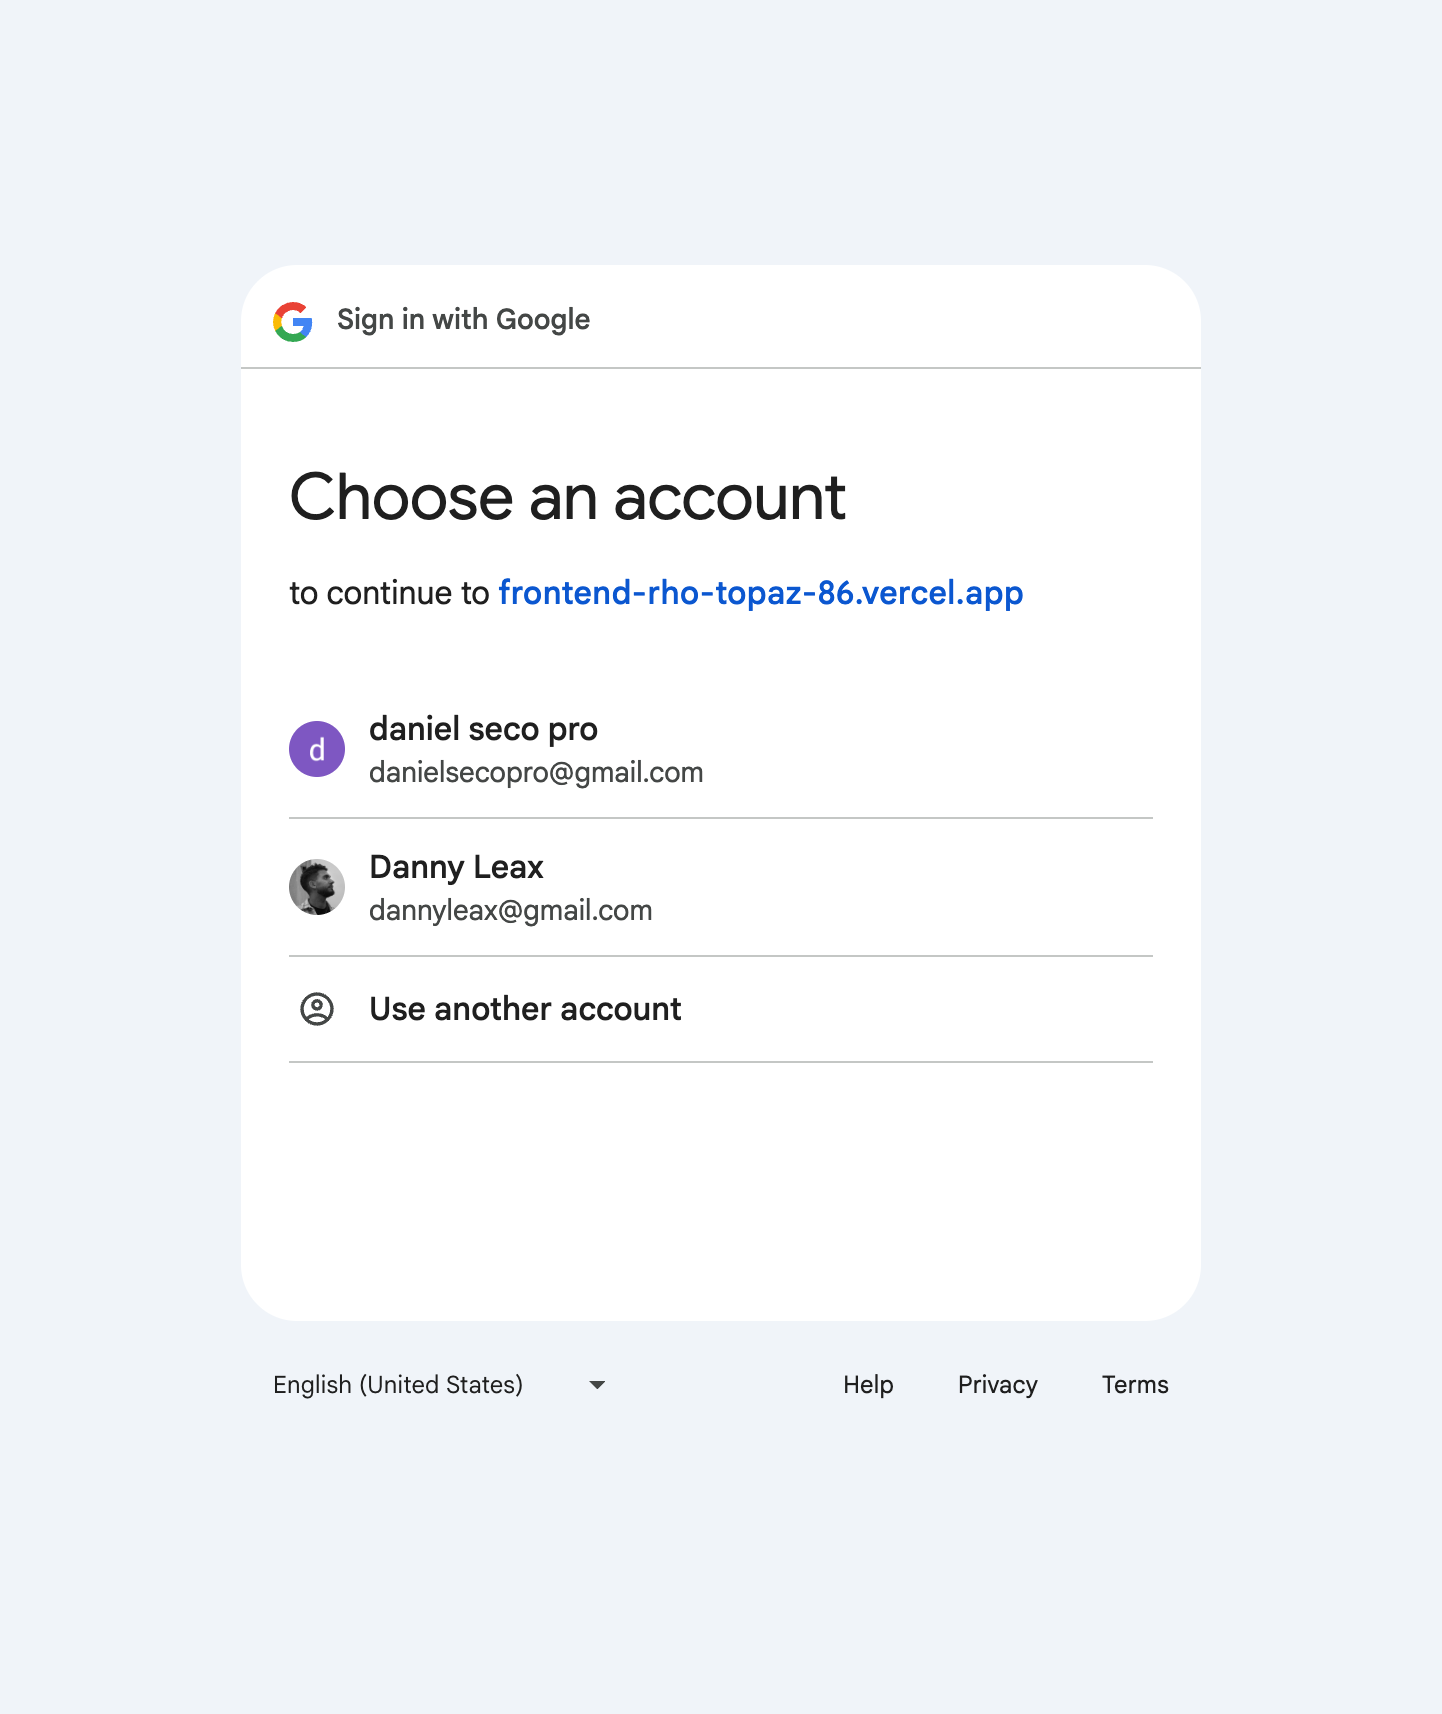 Sign in with Google
Choose an account
to continue to frontend-rho-topaz-86.vercel.app
d
daniel seco pro
danielsecopro@gmail.com
Danny Leax
dannyleax@gmail.com
Use another account
English (United States)
Help Privacy Terms